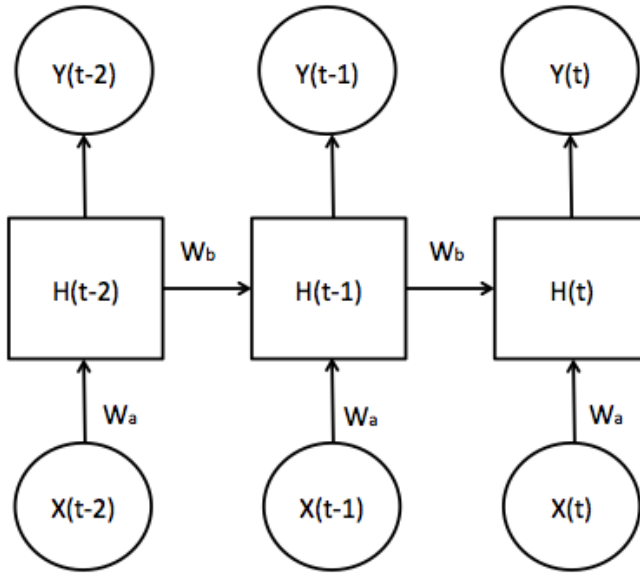 Y(t-2) Y(t-1) Y(t)
Wb Wb
H(t-2) H(t-1) H(t)
Wa Wa Wa
X(t-2) X(t-1) X(t)